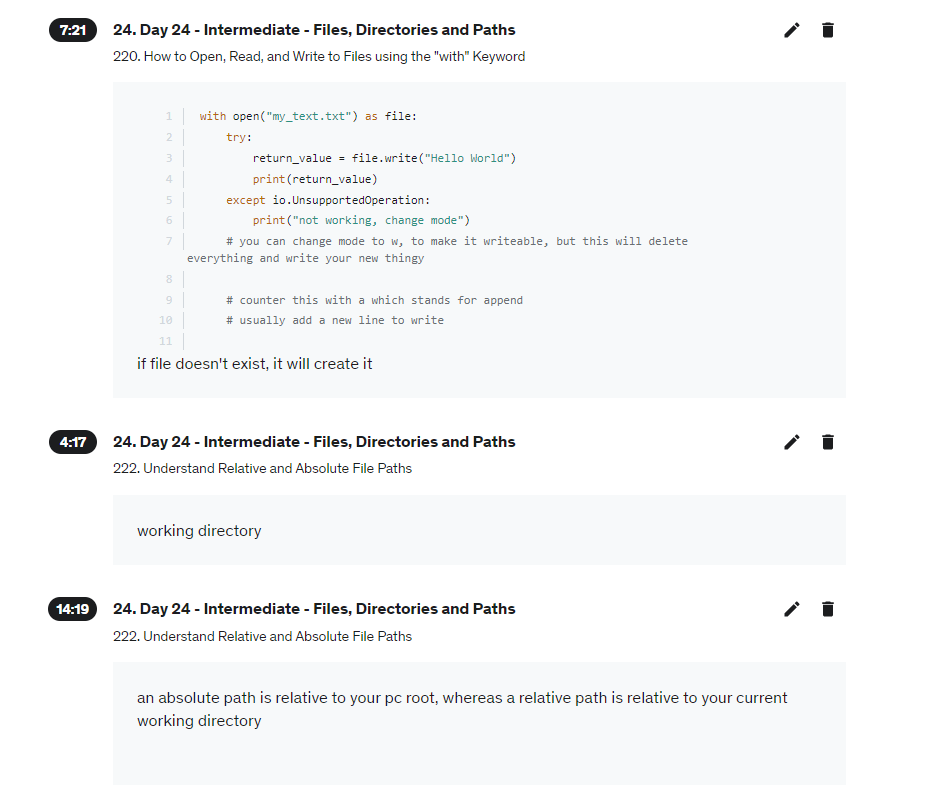 7:21
24. Day 24 - Intermediate - Files, Directories and Paths
220. How to Open, Read, and Write to Files using the "with" Keyword
1 with open("my_text.txt") as file:
2     try:
3         return_value = file.write("Hello World")
4         print(return_value)
5     except io.UnsupportedOperation:
6         print("not working, change mode")
7     # you can change mode to w, to make it writeable, but this will delete
everything and write your new thingy
8
9     # counter this with a which stands for append
10     # usually add a new line to write
11
if file doesn't exist, it will create it
4:17
24. Day 24 - Intermediate - Files, Directories and Paths
222. Understand Relative and Absolute File Paths
working directory
14:19
24. Day 24 - Intermediate - Files, Directories and Paths
222. Understand Relative and Absolute File Paths
an absolute path is relative to your pc root, whereas a relative path is relative to your current
working directory